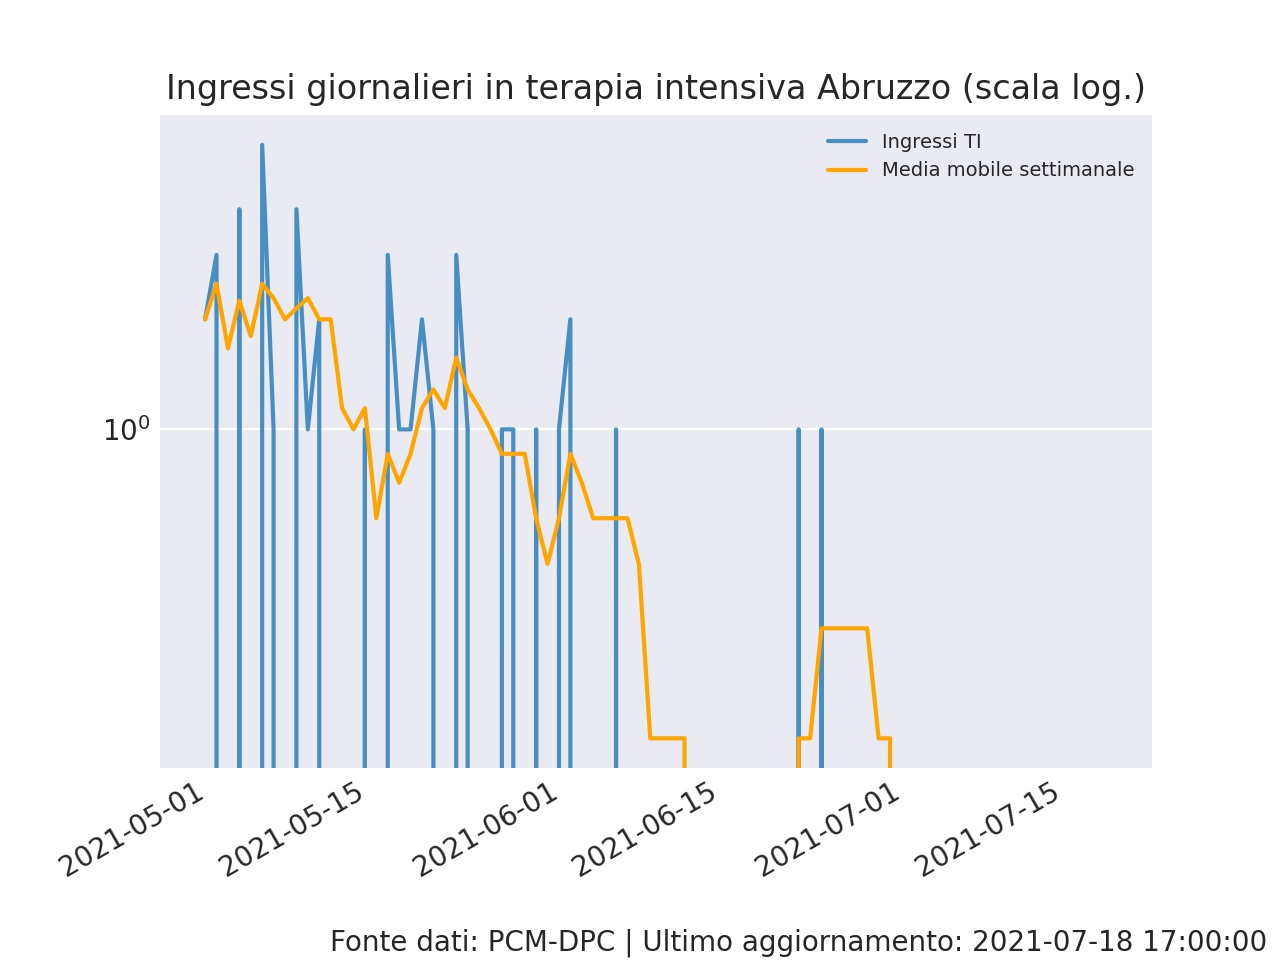 Ingressi giornalieri in terapia intensiva Abruzzo (scala log.)
Ingressi TI
Media mobile settimanale
10⁰
2021-05-01
2021-05-15
2021-06-01
2021-06-15
2021-07-01
2021-07-15
Fonte dati: PCM-DPC | Ultimo aggiornamento: 2021-07-18 17:00:00